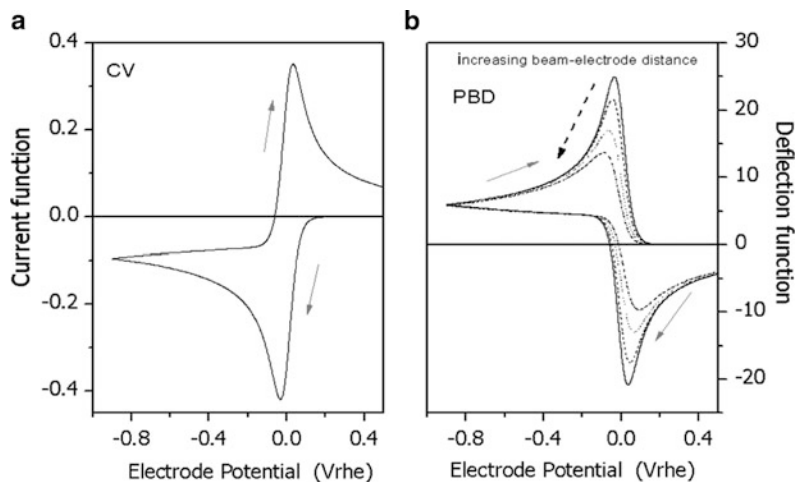 a
CV
0.4
0.2
0.0
-0.2
-0.4
Current function
-0.8
-0.4
0.0
0.4
Electrode Potential (Vrhe)
b
increasing beam-electrode distance
PBD
30
20
10
0
-10
-20
Deflection function
-0.8
-0.4
0.0
0.4
Electrode Potential (Vrhe)